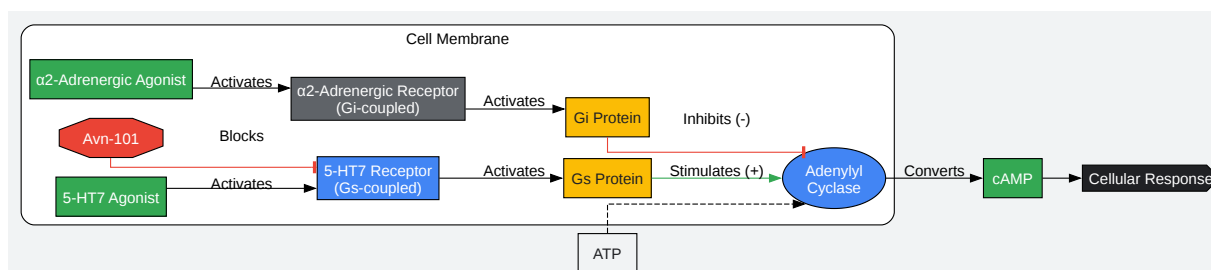 Cell Membrane
α2-Adrenergic Agonist
Activates
α2-Adrenergic Receptor
(Gi-coupled)
Activates
Gi Protein
Inhibits (-)
Avn-101
Blocks
5-HT7 Agonist
Activates
5-HT7 Receptor
(Gs-coupled)
Activates
Gs Protein
Stimulates (+)
Adenylyl
Cyclase
Converts
cAMP
Cellular Response
ATP